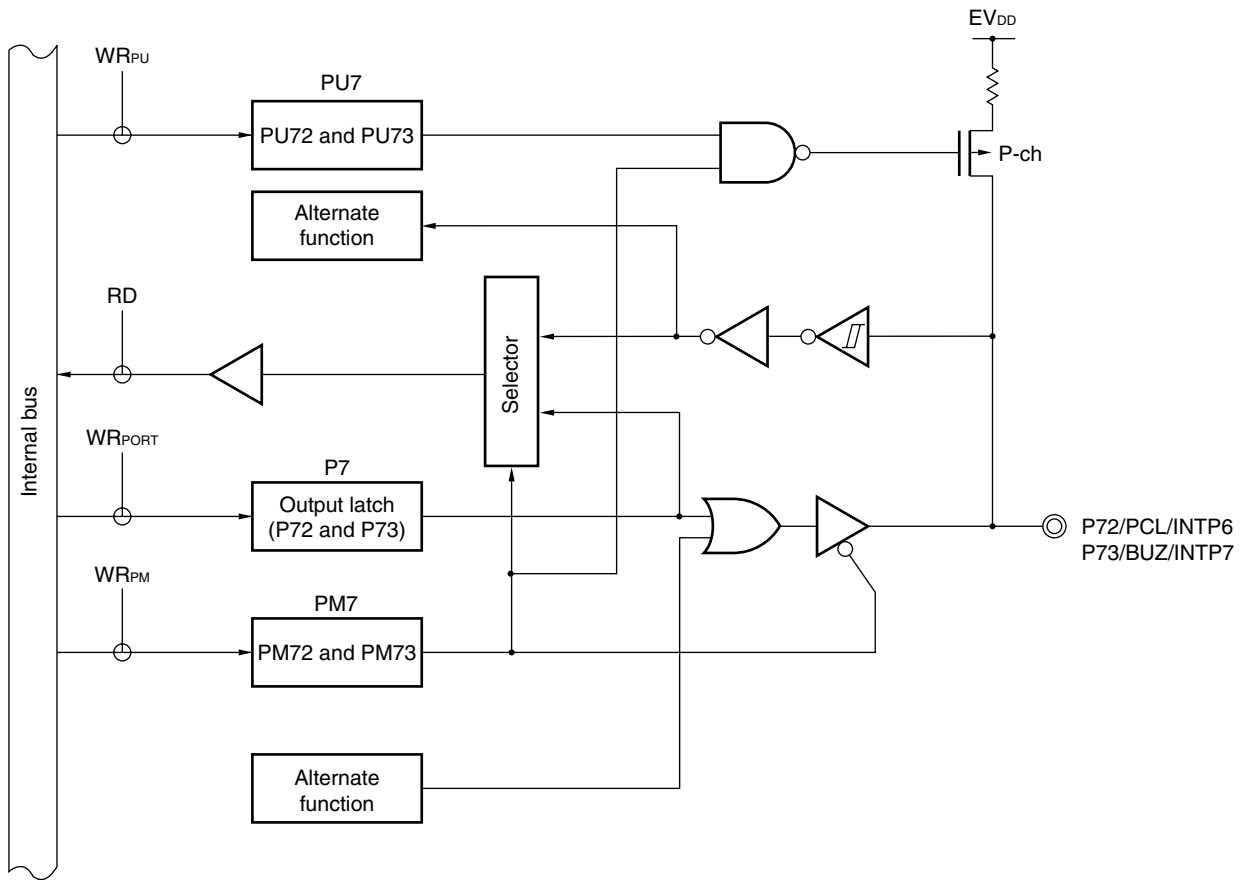 EVDD
WRPU
PU7
PU72 and PU73
P-ch
Alternate
function
RD
Selector
Internal bus
WRPORT
P7
Output latch
(P72 and P73)
P72/PCL/INTP6
P73/BUZ/INTP7
WRPM
PM7
PM72 and PM73
Alternate
function